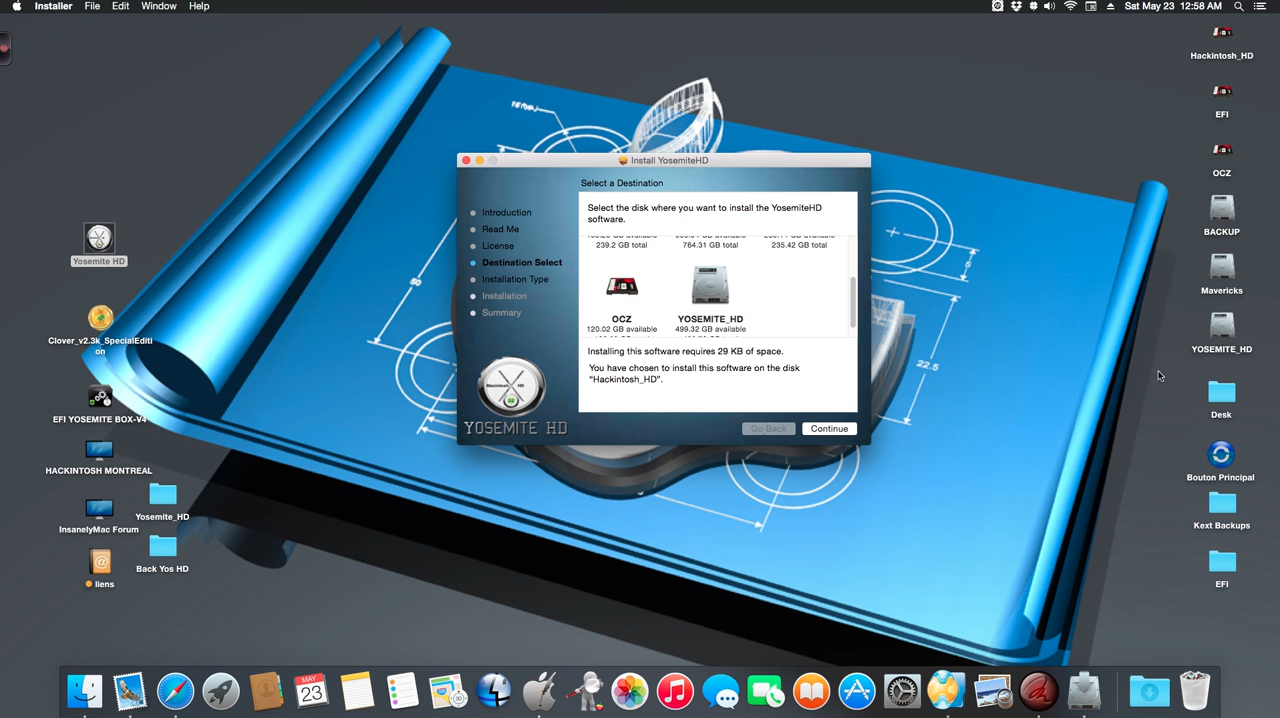 Installer File Edit Window Help
Sat May 23 12:58 AM
Hackintosh_HD
EFI
OCZ
BACKUP
Mavericks
YOSEMITE_HD
Desk
Bouton Principal
Kext Backups
EFI
Yosemite HD
Clover_v2.3k_SpecialEditi
on
EFI YOSEMITE BOX-V4
HACKINTOSH MONTREAL
Yosemite_HD
InsanelyMac Forum
Back Yos HD
liens
Install YosemiteHD
Select a Destination
Introduction
Read Me
License
Destination Select
Installation Type
Installation
Summary
Macintosh HD
YOSEMITE HD
Select the disk where you want to install the YosemiteHD
software.
239.2 GB total
764.31 GB total
235.42 GB total
OCZ
120.02 GB available
YOSEMITE_HD
499.32 GB available
Installing this software requires 29 KB of space.
You have chosen to install this software on the disk
“Hackintosh_HD”.
Go Back
Continue
80
22.5
MAY
23